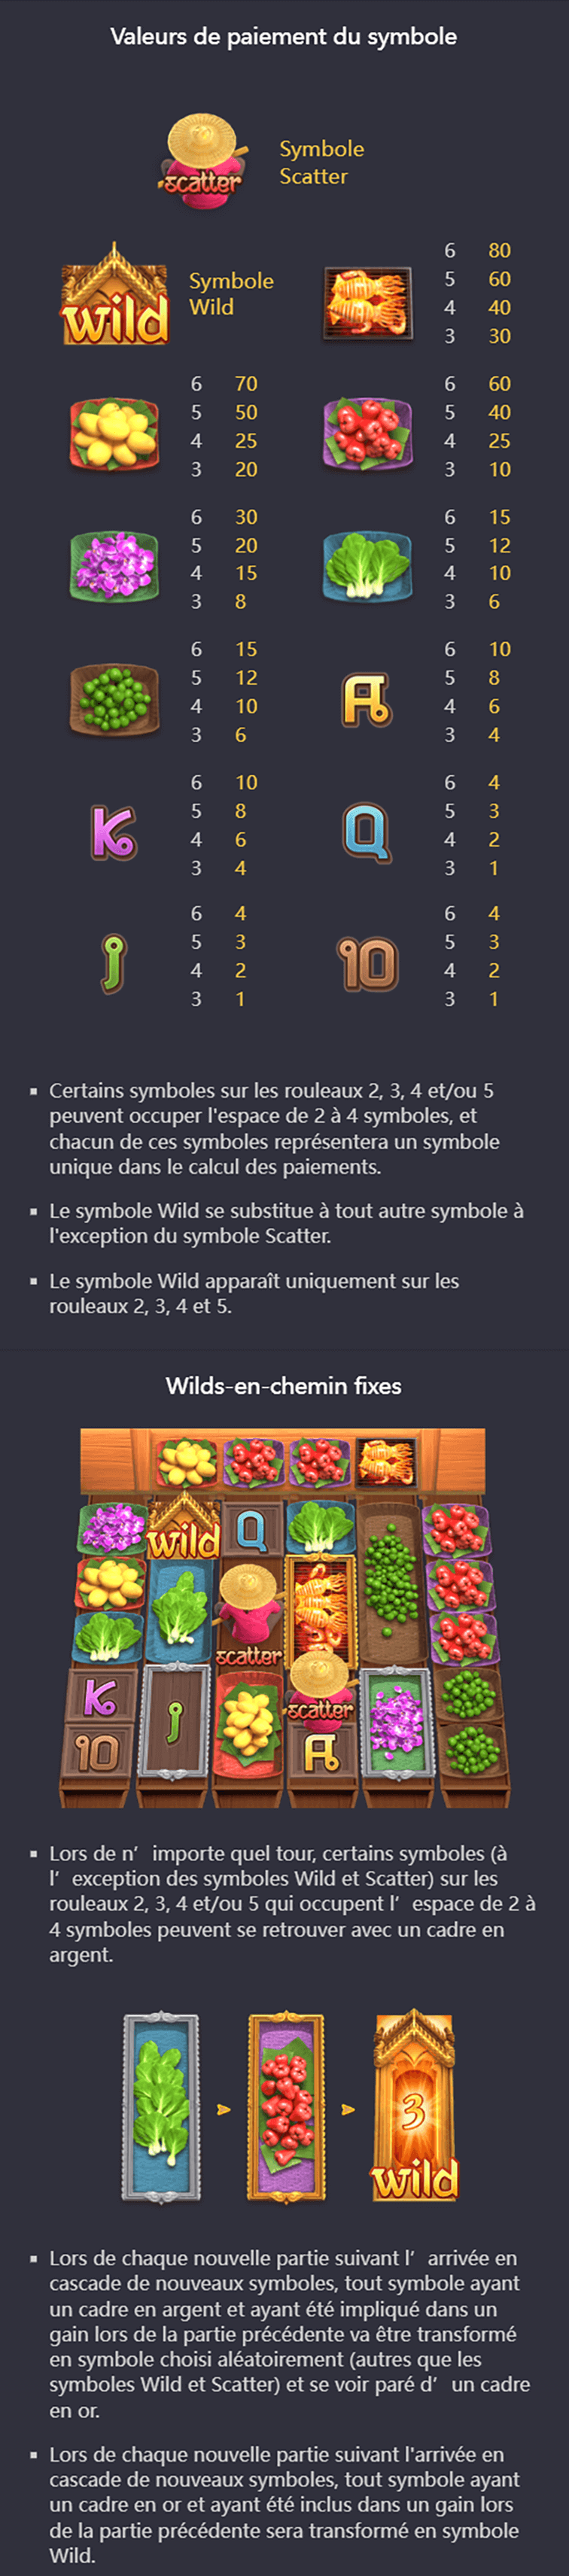 Valeurs de paiement du symbole
scatter
Symbole
Scatter
wild
Symbole
Wild
6 80
5 60
4 40
3 30
6 70
5 50
4 25
3 20
6 60
5 40
4 25
3 10
6 30
5 20
4 15
3 8
6 15
5 12
4 10
3 6
6 15
5 12
4 10
3 6
A
6 10
5 8
6 4 6
3 4
K
6 10
5 8
4 6
3 4
Q
6 4
5 3
4 2
3 1
J
6 4
5 3
4 2
3 1
10
6 4
5 3
4 2
3 1
▪ Certains symboles sur les rouleaux 2, 3, 4 et/ou 5
peuvent occuper l'espace de 2 à 4 symboles, et
chacun de ces symboles représentera un symbole
unique dans le calcul des paiements.
▪ Le symbole Wild se substitue à tout autre symbole à
l'exception du symbole Scatter.
▪ Le symbole Wild apparaît uniquement sur les
rouleaux 2, 3, 4 et 5.
Wilds-en-chemin fixes
wild
Q
scatter
K
J
scatter
10
A
▪ Lors de n’ importe quel tour, certains symboles (à
l’ exception des symboles Wild et Scatter) sur les
rouleaux 2, 3, 4 et/ou 5 qui occupent l’ espace de 2 à
4 symboles peuvent se retrouver avec un cadre en
argent.
3
wild
▪ Lors de chaque nouvelle partie suivant l’ arrivée en
cascade de nouveaux symboles, tout symbole ayant
un cadre en argent et ayant été impliqué dans un
gain lors de la partie précédente va être transformé
en symbole choisi aléatoirement (autres que les
symboles Wild et Scatter) et se voir paré d’ un cadre
en or.
▪ Lors de chaque nouvelle partie suivant l'arrivée en
cascade de nouveaux symboles, tout symbole ayant
un cadre en or et ayant été inclus dans un gain lors
de la partie précédente sera transformé en symbole
Wild.